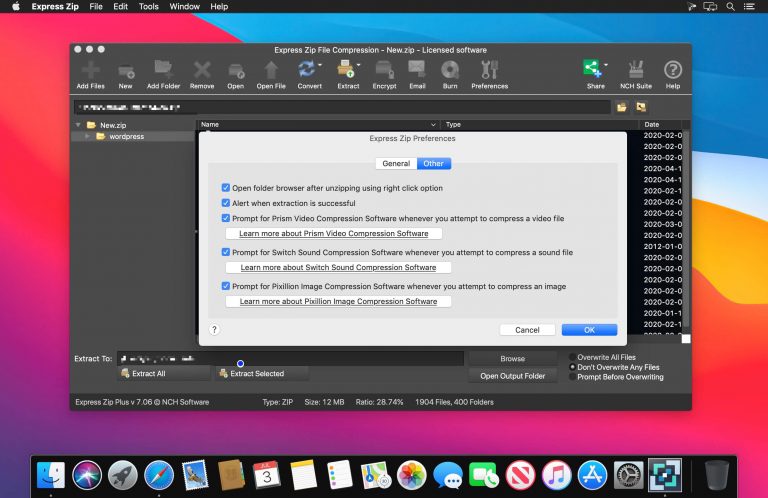 Express Zip File Edit Tools Window Help
Express Zip File Compression - New.zip - Licensed software
Add Files New Add Folder Remove Open Open File Convert Extract Encrypt Email Burn Preferences Share NCH Suite Help
New.zip Name Type Date
wordpress
2020-02-0
Express Zip Preferences
General Other
Open folder browser after unzipping using right click option
Alert when extraction is successful
Prompt for Prism Video Compression Software whenever you attempt to compress a video file
Learn more about Prism Video Compression Software
Prompt for Switch Sound Compression Software whenever you attempt to compress a sound file
Learn more about Switch Sound Compression Software
Prompt for Pixillion Image Compression Software whenever you attempt to compress an image
Learn more about Pixillion Image Compression Software
? Cancel OK
2020-02-0
2020-02-0
2020-04-1
2020-04-1
2020-02-0
2020-02-0
2020-03-0
2020-02-0
2012-01-0
2020-02-0
2020-02-0
2020-02-0
2020-02-0
2020-01-1
2020-01-1
Extract To: Browse Overwrite All Files
Extract All Extract Selected Don't Overwrite Any Files
Open Output Folder Prompt Before Overwriting
Express Zip Plus v 7.06 © NCH Software Type: ZIP Size: 12 MB Ratio: 28.74% 1904 Files, 400 Folders
3